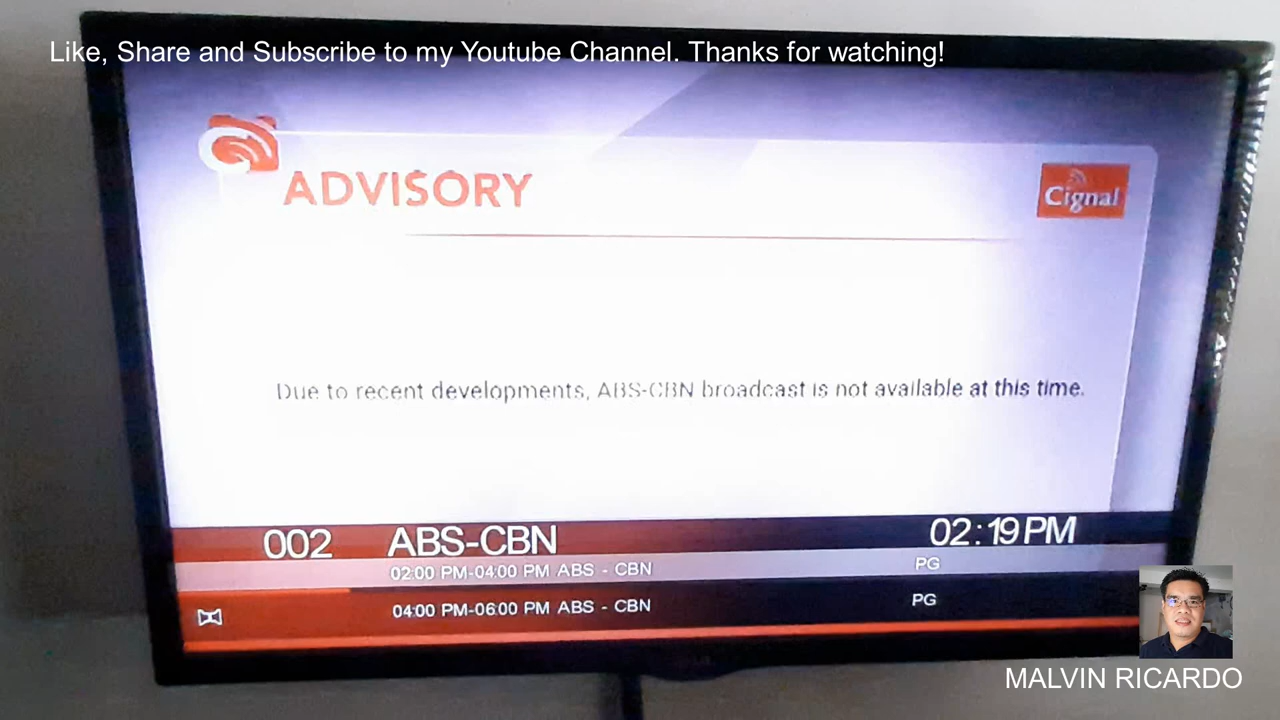 Like, Share and Subscribe to my Youtube Channel. Thanks for watching!
ADVISORY
Cignal
Due to recent developments, ABS-CBN broadcast is not available at this time.
002 ABS-CBN 02:19PM
02:00 PM-04:00 PM ABS - CBN PG
04:00 PM-06:00 PM ABS - CBN PG
MALVIN RICARDO